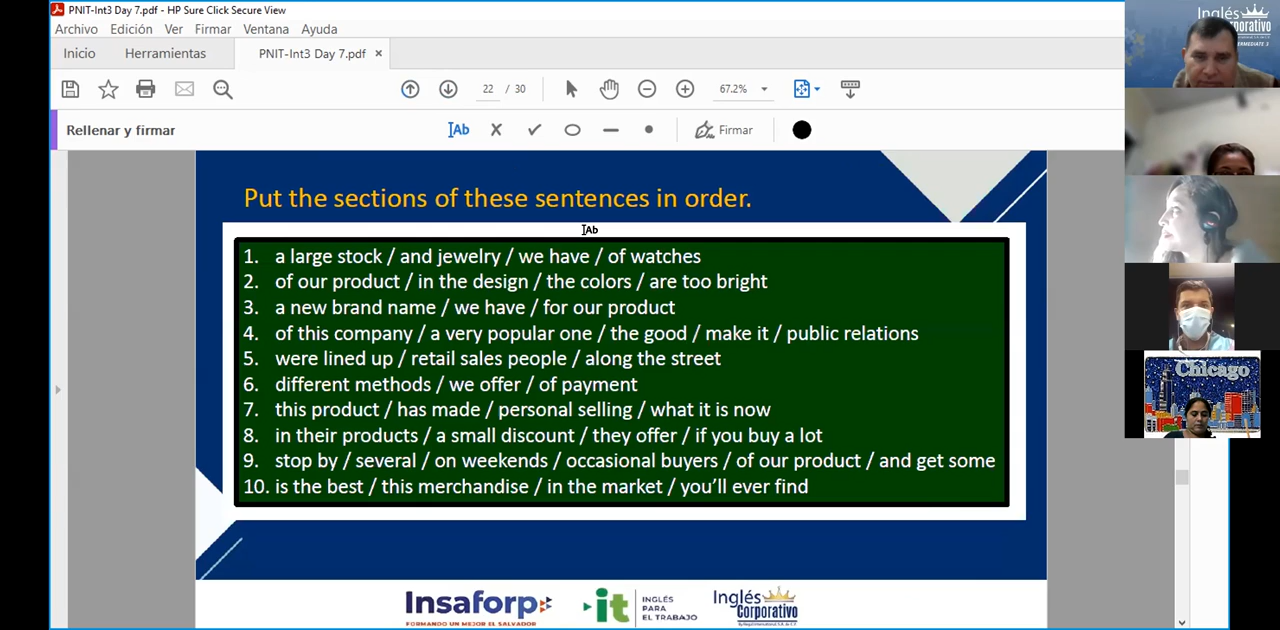 PNIT-Int3 Day 7.pdf - HP Sure Click Secure View
Archivo Edición Ver Firmar Ventana Ayuda
Inicio Herramientas PNIT-Int3 Day 7.pdf ×
22 / 30 67.2%
Rellenar y firmar Ab Firmar
Put the sections of these sentences in order.
Ab
1. a large stock / and jewelry / we have / of watches
2. of our product / in the design / the colors / are too bright
3. a new brand name / we have / for our product
4. of this company / a very popular one / the good / make it / public relations
5. were lined up / retail sales people / along the street
6. different methods / we offer / of payment
7. this product / has made / personal selling / what it is now
8. in their products / a small discount / they offer / if you buy a lot
9. stop by / several / on weekends / occasional buyers / of our product / and get some
10. is the best / this merchandise / in the market / you'll ever find
Insaforp
FORMANDO UN MEJOR EL SALVADOR
it INGLÉS PARA EL TRABAJO
Inglés Corporativo
Inglés
Corporativo
INTERMEDIATE 3
Chicago